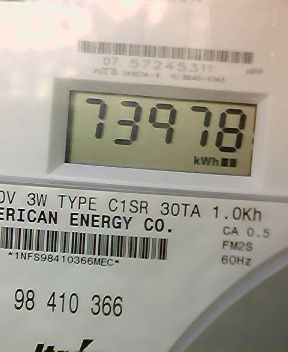 07 572453IT
73978
kWh
0V 3W TYPE C1SR 30TA 1.0Kh
ERICAN ENERGY CO.
CA 0.5
FM2S
*1NFS98410366MEC*
60Hz
98 410 366